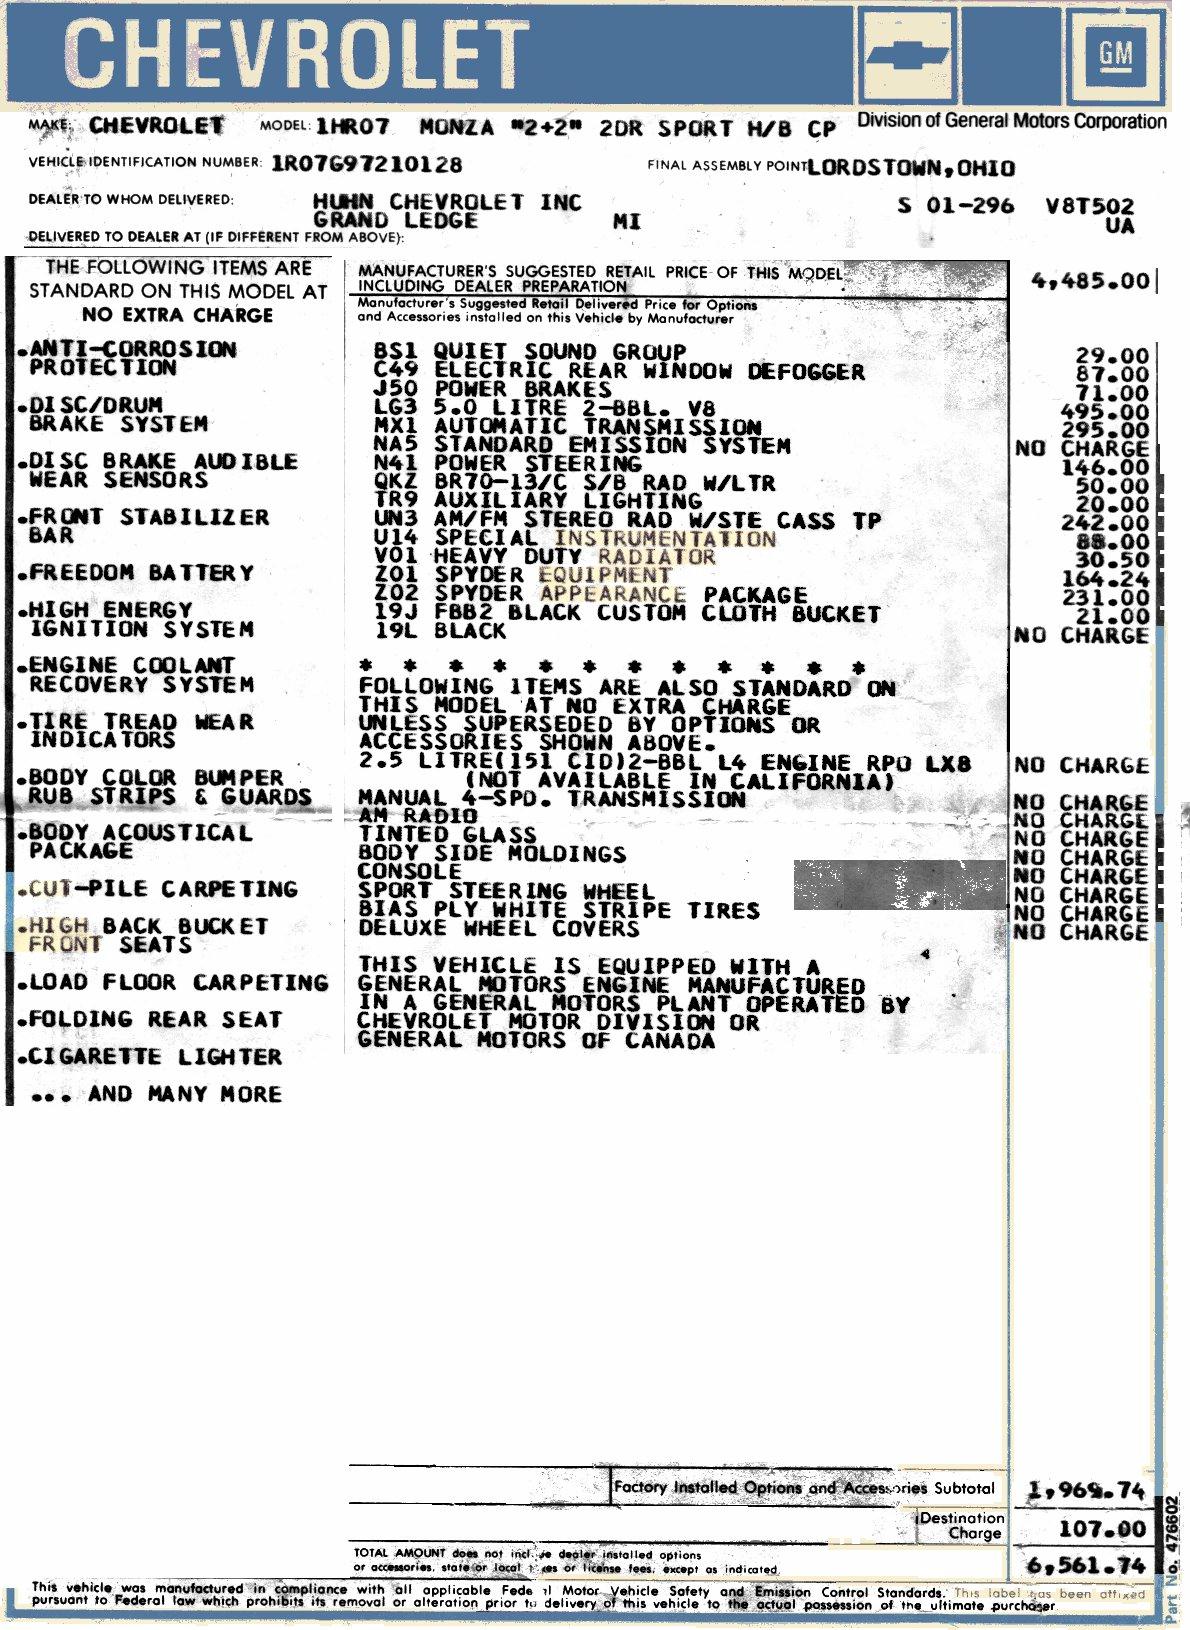 CHEVROLET
GM
Division of General Motors Corporation
MAKE: CHEVROLET MODEL: 1HR07 MONZA "2+2" 2DR SPORT H/B CP
VEHICLE IDENTIFICATION NUMBER: 1R07G97210128 FINAL ASSEMBLY POINT LORDSTOWN,OHIO
DEALER TO WHOM DELIVERED: HUHN CHEVROLET INC S 01-296 V8T502
GRAND LEDGE MI UA
DELIVERED TO DEALER AT (IF DIFFERENT FROM ABOVE):
THE FOLLOWING ITEMS ARE
STANDARD ON THIS MODEL AT
NO EXTRA CHARGE
.ANTI-CORROSION
PROTECTION
.DISC/DRUM
BRAKE SYSTEM
.DISC BRAKE AUDIBLE
WEAR SENSORS
.FRONT STABILIZER
BAR
.FREEDOM BATTERY
.HIGH ENERGY
IGNITION SYSTEM
.ENGINE COOLANT
RECOVERY SYSTEM
.TIRE TREAD WEAR
INDICATORS
.BODY COLOR BUMPER
RUB STRIPS & GUARDS
.BODY ACOUSTICAL
PACKAGE
.CUT-PILE CARPETING
.HIGH BACK BUCKET
FRONT SEATS
.LOAD FLOOR CARPETING
.FOLDING REAR SEAT
.CIGARETTE LIGHTER
... AND MANY MORE
MANUFACTURER'S SUGGESTED RETAIL PRICE OF THIS MODEL
INCLUDING DEALER PREPARATION 4,485.00
Manufacturer's Suggested Retail Delivered Price for Options
and Accessories installed on this Vehicle by Manufacturer
BS1 QUIET SOUND GROUP 29.00
C49 ELECTRIC REAR WINDOW DEFOGGER 87.00
J50 POWER BRAKES 71.00
LG3 5.0 LITRE 2-BBL. V8 495.00
MX1 AUTOMATIC TRANSMISSION 295.00
NA5 STANDARD EMISSION SYSTEM NO CHARGE
N41 POWER STEERING 146.00
QKZ BR70-13/C S/B RAD W/LTR 50.00
TR9 AUXILIARY LIGHTING 20.00
UN3 AM/FM STEREO RAD W/STE CASS TP 242.00
U14 SPECIAL INSTRUMENTATION 88.00
V01 HEAVY DUTY RADIATOR 30.50
Z01 SPYDER EQUIPMENT 164.24
Z02 SPYDER APPEARANCE PACKAGE 231.00
19J FBB2 BLACK CUSTOM CLOTH BUCKET 21.00
19L BLACK NO CHARGE
* * * * * * * * * * * *
FOLLOWING ITEMS ARE ALSO STANDARD ON
THIS MODEL AT NO EXTRA CHARGE
UNLESS SUPERSEDED BY OPTIONS OR
ACCESSORIES SHOWN ABOVE.
2.5 LITRE(151 CID)2-BBL L4 ENGINE RPO LX8 NO CHARGE
(NOT AVAILABLE IN CALIFORNIA)
MANUAL 4-SPD. TRANSMISSION NO CHARGE
AM RADIO NO CHARGE
TINTED GLASS NO CHARGE
BODY SIDE MOLDINGS NO CHARGE
CONSOLE NO CHARGE
SPORT STEERING WHEEL NO CHARGE
BIAS PLY WHITE STRIPE TIRES NO CHARGE
DELUXE WHEEL COVERS NO CHARGE
THIS VEHICLE IS EQUIPPED WITH A
GENERAL MOTORS ENGINE MANUFACTURED
IN A GENERAL MOTORS PLANT OPERATED BY
CHEVROLET MOTOR DIVISION OR
GENERAL MOTORS OF CANADA
Factory Installed Options and Accessories Subtotal 1,969.74
Destination
Charge 107.00
TOTAL AMOUNT does not include dealer installed options
or accessories, state or local taxes or license fees, except as indicated. 6,561.74
This vehicle was manufactured in compliance with all applicable Federal Motor Vehicle Safety and Emission Control Standards. This label has been affixed
pursuant to Federal law which prohibits its removal or alteration prior to delivery of this vehicle to the actual possession of the ultimate purchaser
Part No. 476602